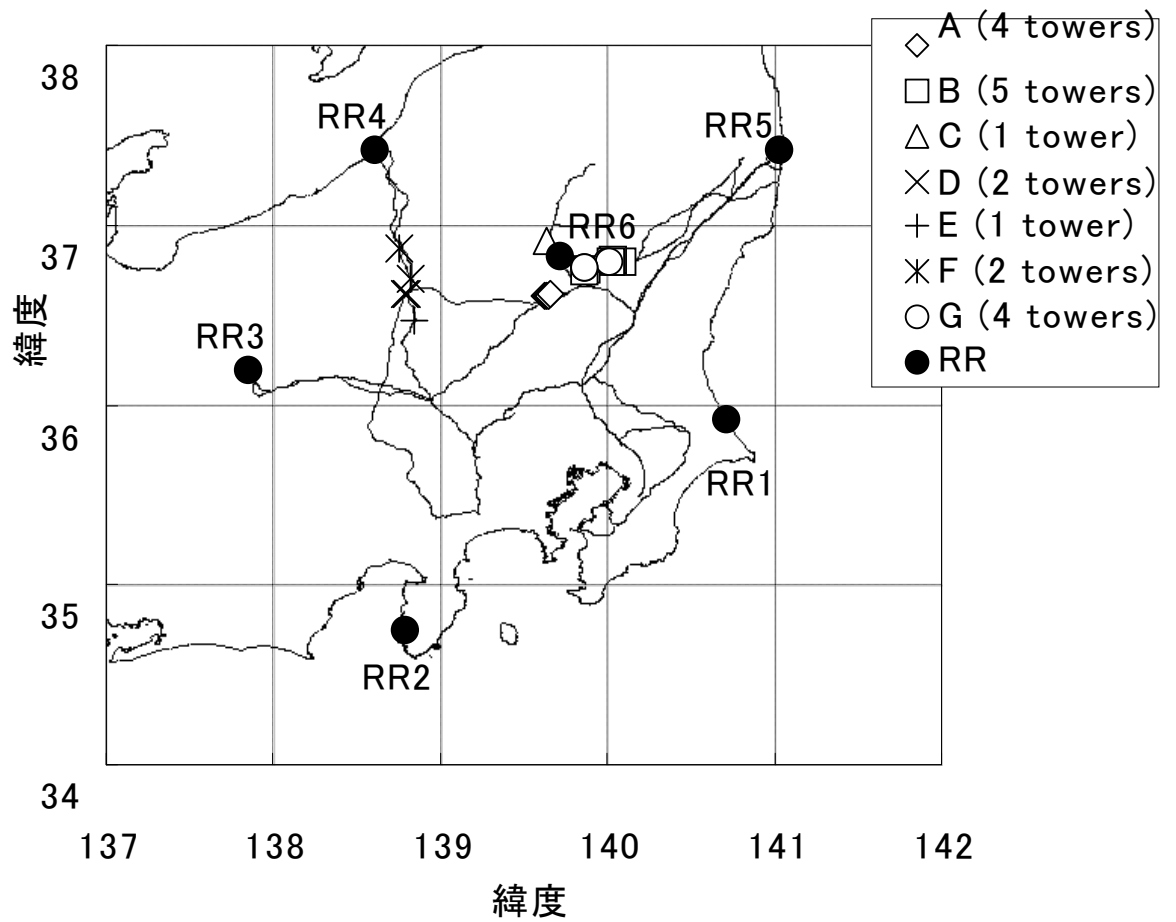 A (4 towers)
B (5 towers)
C (1 tower)
D (2 towers)
E (1 tower)
F (2 towers)
G (4 towers)
RR
38
37
36
35
34
緯度
RR4
RR5
RR6
RR3
RR1
RR2
137 138 139 140 141 142
緯度